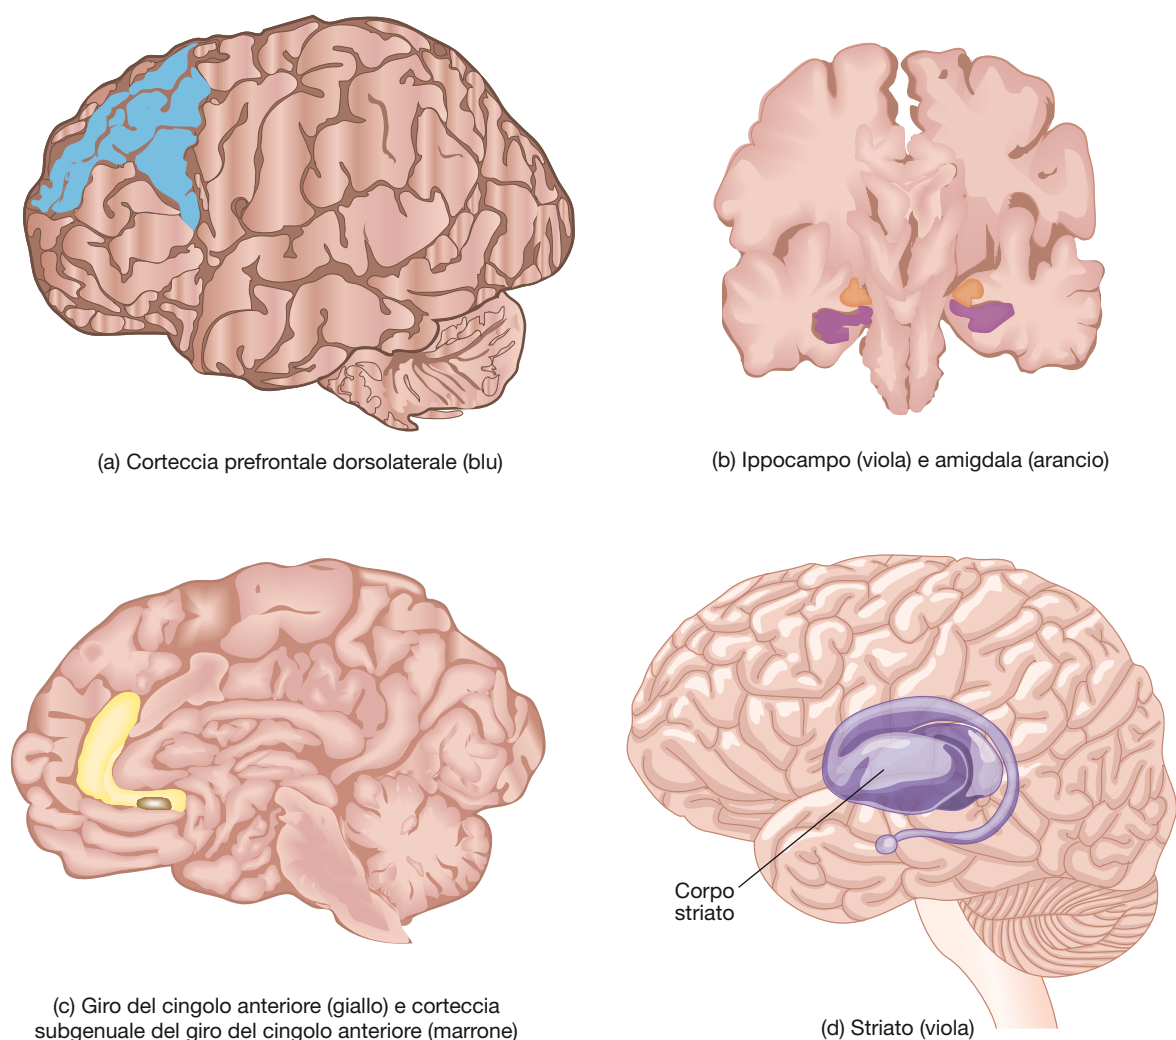 (a) Corteccia prefrontale dorsolaterale (blu)
(b) Ippocampo (viola) e amigdala (arancio)
Corpo
striato
(c) Giro del cingolo anteriore (giallo) e corteccia
subgenuale del giro del cingolo anteriore (marrone)
(d) Striato (viola)